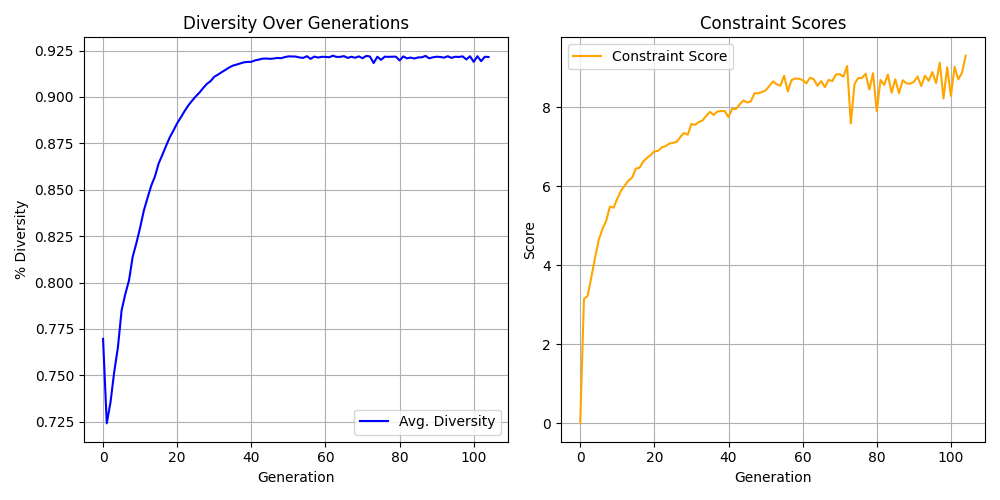 Diversity Over Generations
0.925
0.900
0.875
0.850
0.825
0.800
0.775
0.750
0.725
% Diversity
Avg. Diversity
0 20 40 60 80 100
Generation
Constraint Scores
Constraint Score
8
6
4
2
0
Score
0 20 40 60 80 100
Generation